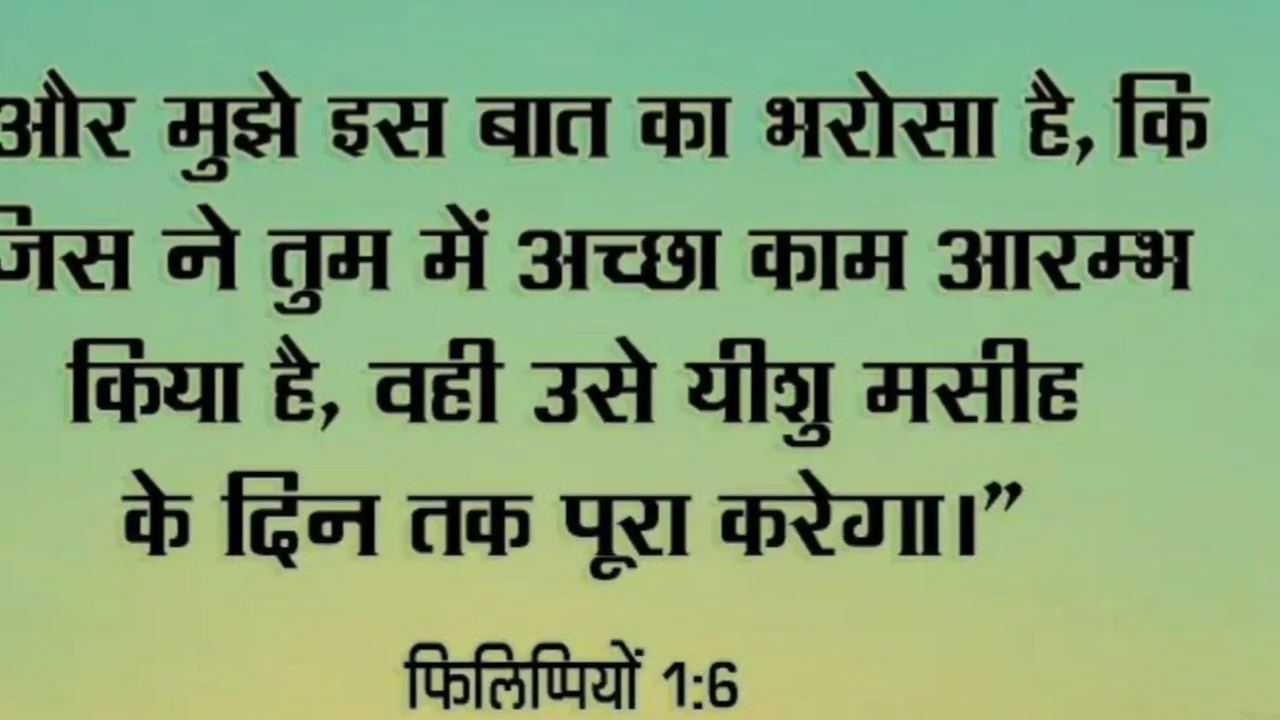 और मुझे इस बात का भरोसा है, कि
जिस ने तुम में अच्छा काम आरम्भ
किया है, वही उसे यीशु मसीह
के दिन तक पूरा करेगा।”
फिलिप्पियों 1:6